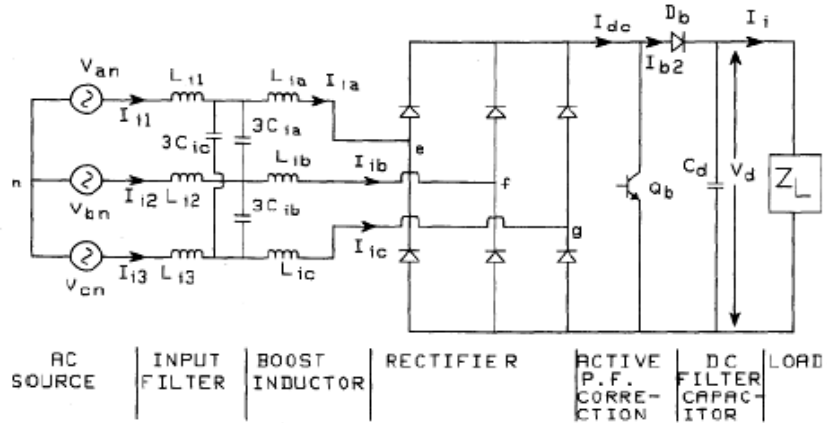 Van
Li1
Lia
Iia
Idc
Db
Ii
Ii1
Ib2
3Cic
3Cia
Lib
Iib
e
n
f
Qb
Cd
Vd
ZL
Vbn
Ii2
Li2
3Cib
g
Iic
Vcn
Ii3
Li3
Lic
AC SOURCE
INPUT FILTER
BOOST INDUCTOR
RECTIFIER
ACTIVE P.F. CORRE-CTION
DC FILTER CAPAC-ITOR
LOAD